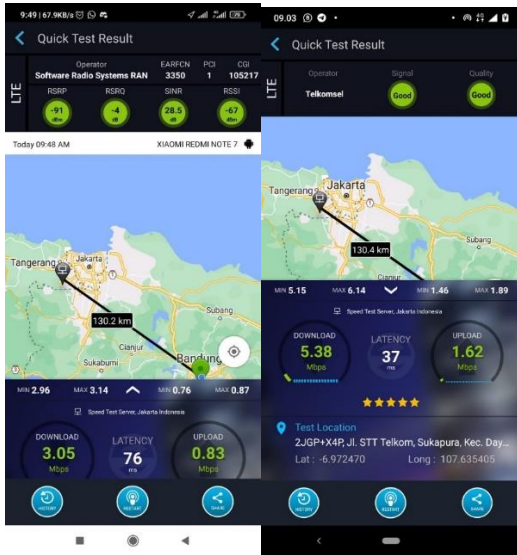 9:49 | 67.9KB/s
Quick Test Result
LTE
Operator
EARFCN
PCI
CGI
Software Radio Systems RAN
3350
1
105217
RSRP
RSRQ
SINR
RSSI
-91
dBm
-4
dB
28.5
dB
-67
dBm
Today 09:48 AM
XIAOMI REDMI NOTE 7
Jakarta
Tangerang
130.2 km
Subang
Cianjur
Sukabumi
Bandung
MIN 2.96
MAX 3.14
MIN 0.76
MAX 0.87
Speed Test Server, Jakarta Indonesia
DOWNLOAD
3.05
Mbps
LATENCY
76
ms
UPLOAD
0.83
Mbps
HISTORY
RESTART
SHARE
09.03
Quick Test Result
LTE
Operator
Signal
Quality
Telkomsel
Good
Good
Jakarta
Tangerang
130.4 km
Subang
Cianjur
MIN 5.15
MAX 6.14
MIN 1.46
MAX 1.89
Speed Test Server, Jakarta Indonesia
DOWNLOAD
5.38
Mbps
LATENCY
37
ms
UPLOAD
1.62
Mbps
Test Location
2JGP+X4P, Jl. STT Telkom, Sukapura, Kec. Day...
Lat : -6.972470
Long : 107.635405
HISTORY
RESTART
SHARE